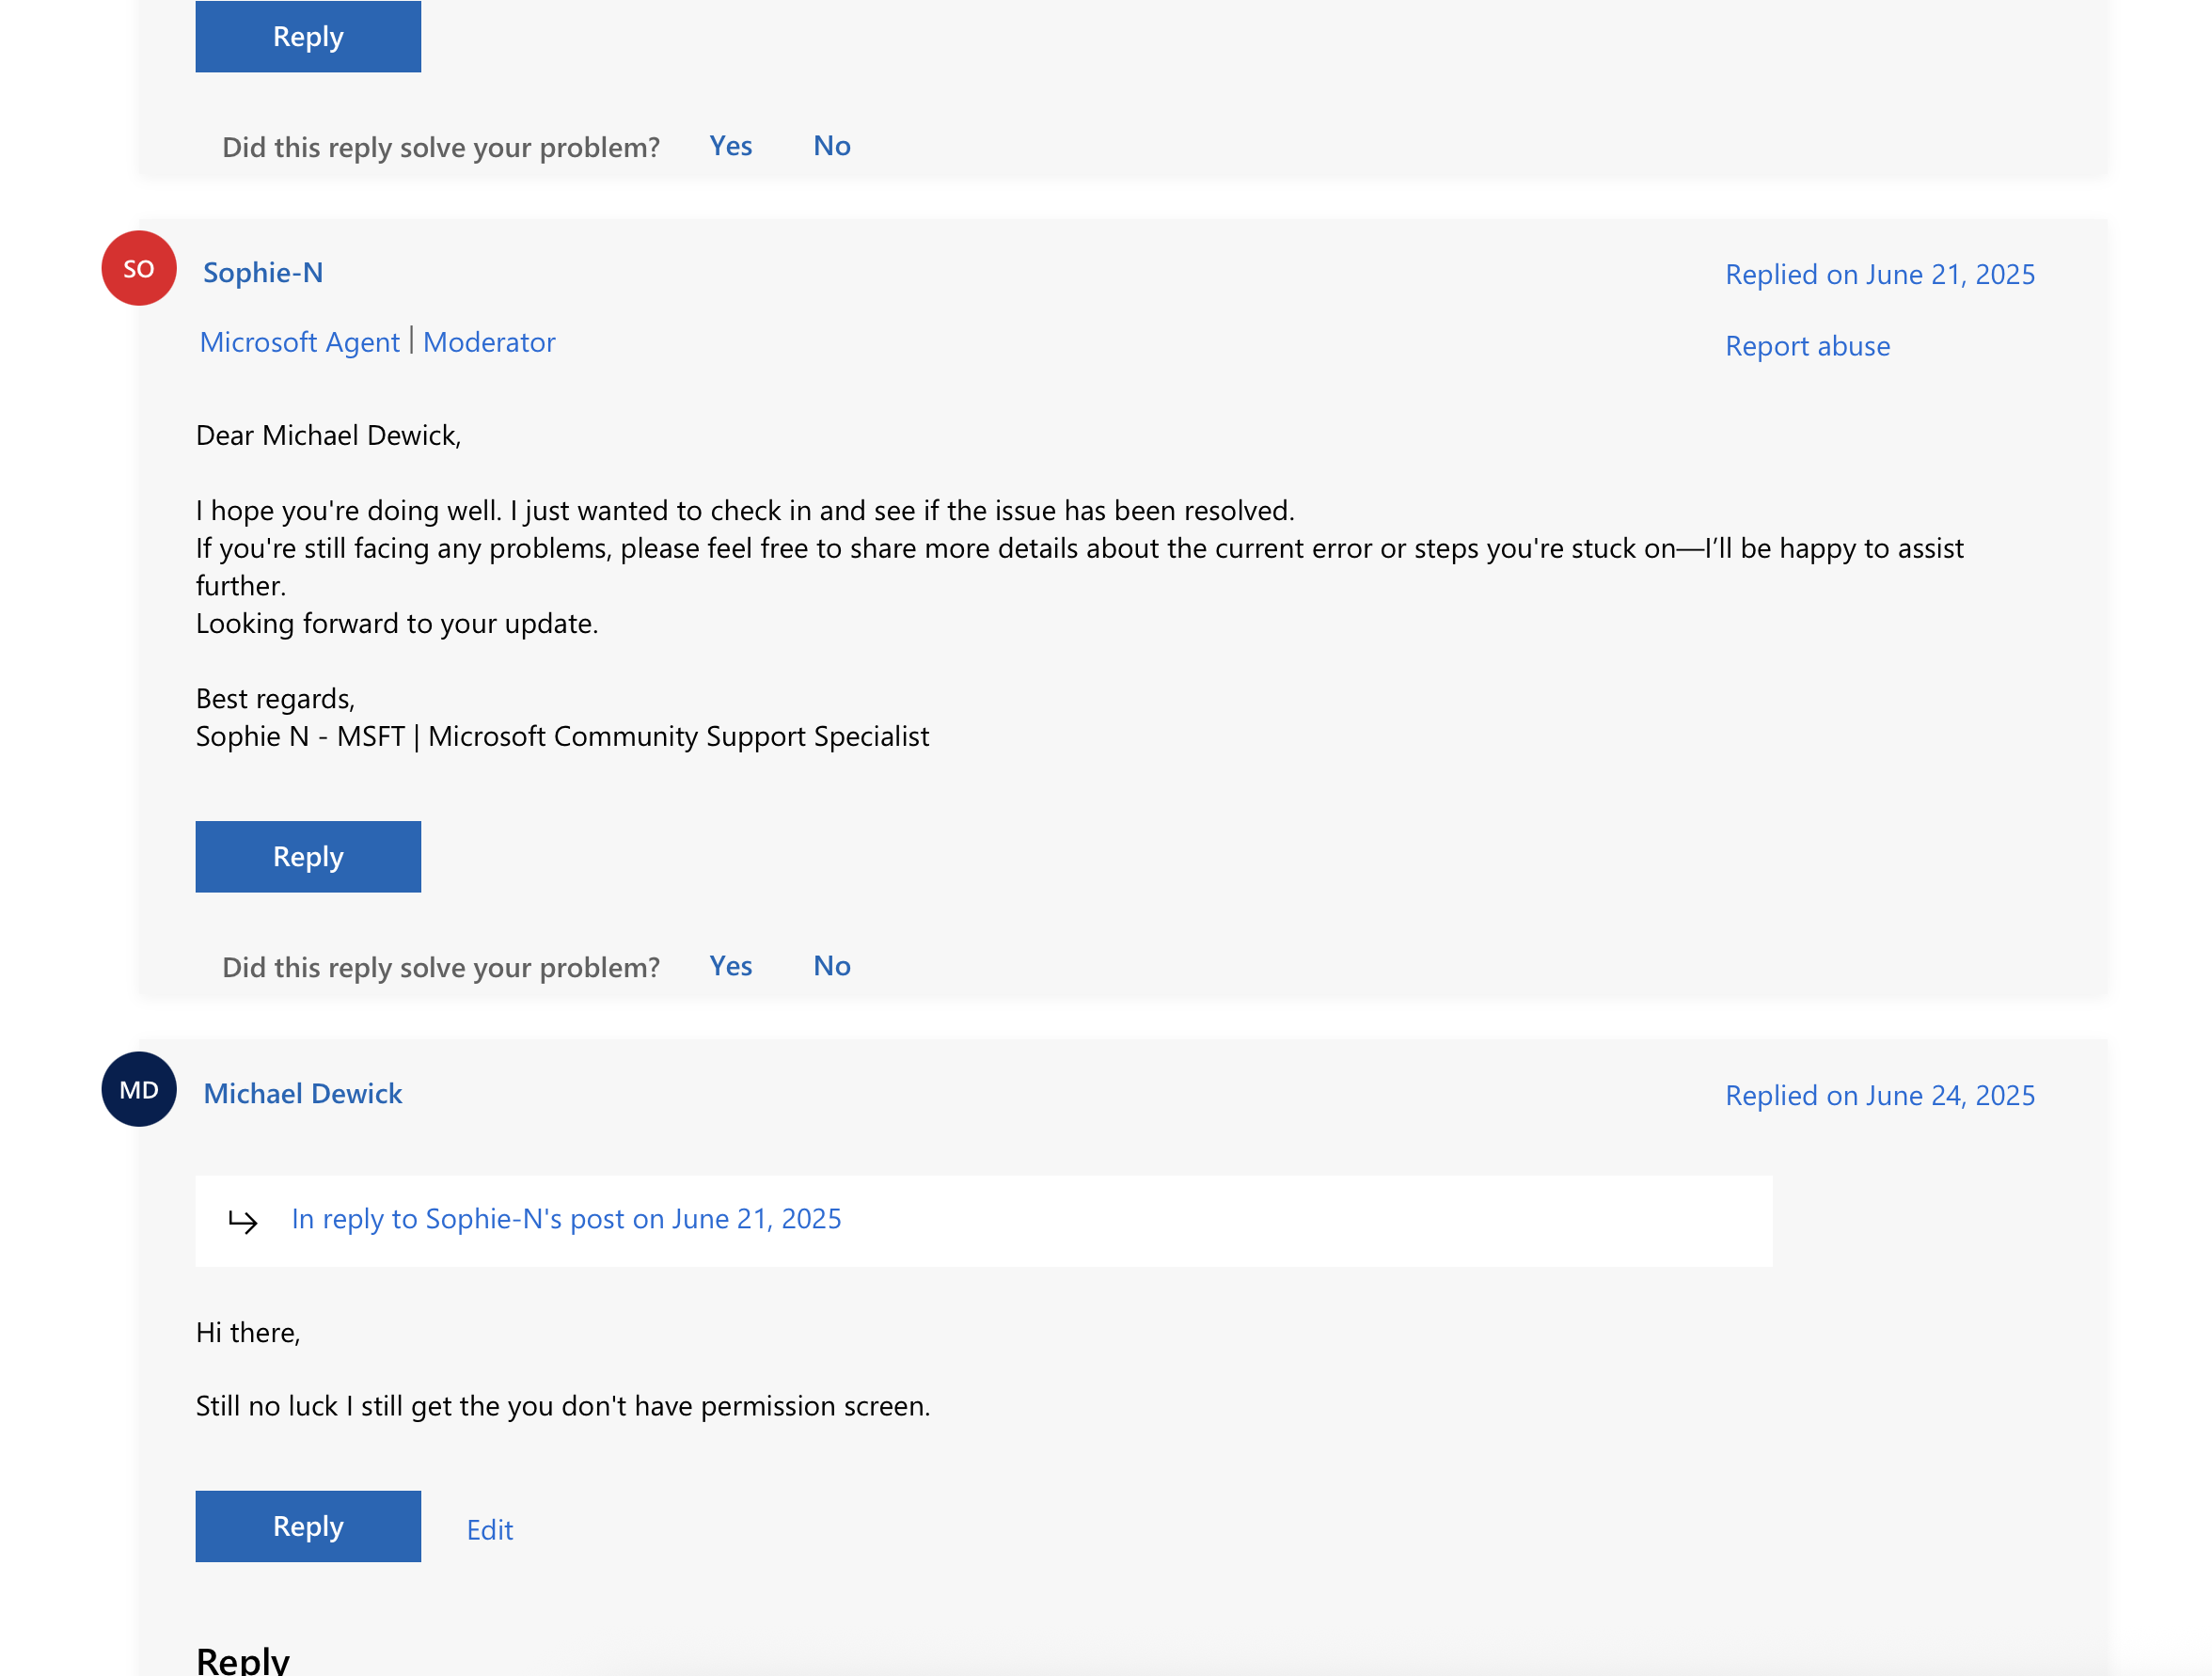 Reply
Did this reply solve your problem? Yes No
SO
Sophie-N
Replied on June 21, 2025
Microsoft Agent | Moderator
Report abuse
Dear Michael Dewick,
I hope you're doing well. I just wanted to check in and see if the issue has been resolved.
If you're still facing any problems, please feel free to share more details about the current error or steps you're stuck on—I’ll be happy to assist
further.
Looking forward to your update.
Best regards,
Sophie N - MSFT | Microsoft Community Support Specialist
Reply
Did this reply solve your problem? Yes No
MD
Michael Dewick
Replied on June 24, 2025
In reply to Sophie-N's post on June 21, 2025
Hi there,
Still no luck I still get the you don't have permission screen.
Reply
Edit
Reply